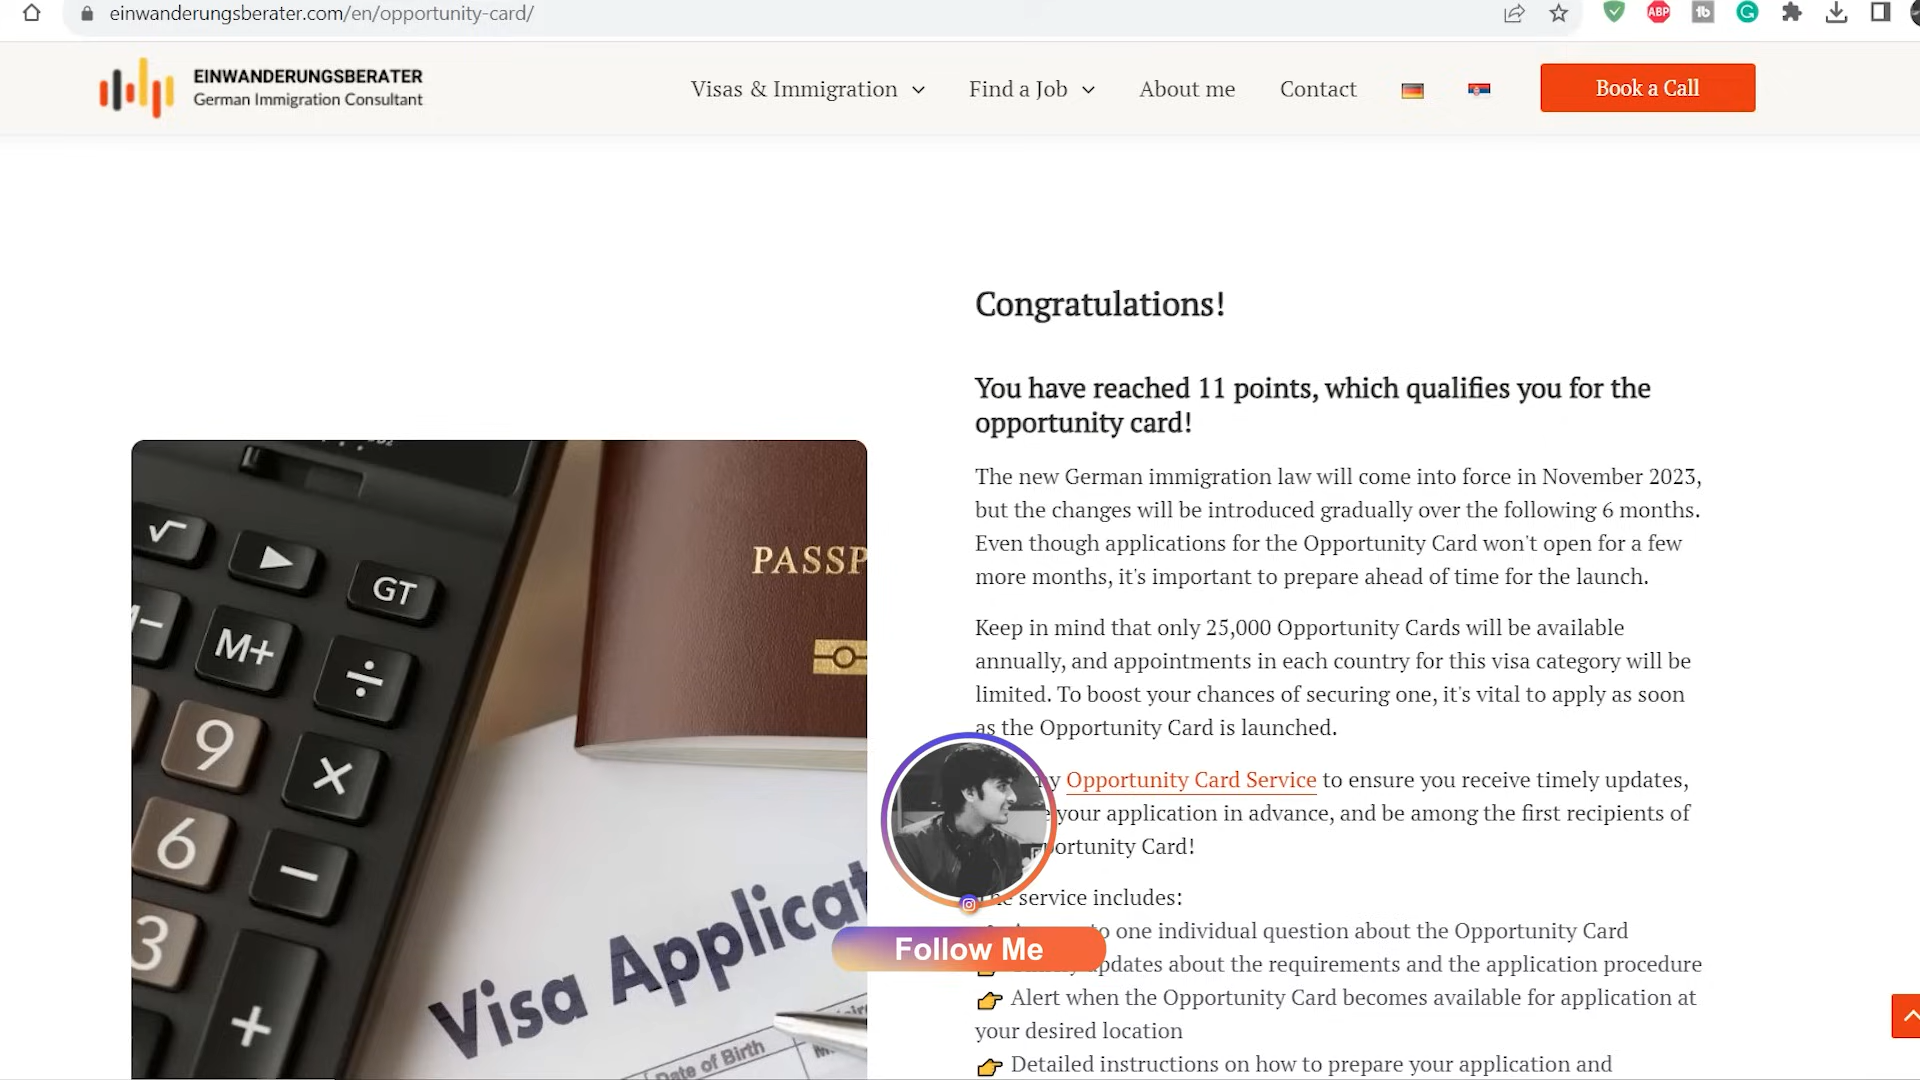 einwanderungsberater.com/en/opportunity-card/
ABP
EINWANDERUNGSBERATER
German Immigration Consultant
Visas & Immigration
Find a Job
About me
Contact
Book a Call
Congratulations!
You have reached 11 points, which qualifies you for the
opportunity card!
The new German immigration law will come into force in November 2023,
but the changes will be introduced gradually over the following 6 months.
Even though applications for the Opportunity Card won't open for a few
more months, it's important to prepare ahead of time for the launch.
Keep in mind that only 25,000 Opportunity Cards will be available
annually, and appointments in each country for this visa category will be
limited. To boost your chances of securing one, it's vital to apply as soon
as the Opportunity Card is launched.
Opportunity Card Service to ensure you receive timely updates,
your application in advance, and be among the first recipients of
Card!
service includes:
to one individual question about the Opportunity Card
updates about the requirements and the application procedure
👉 Alert when the Opportunity Card becomes available for application at
your desired location
👉 Detailed instructions on how to prepare your application and
Follow Me
√
GT
M+
÷
9
×
6
−
3
+
PASSP
Visa Applicat
Date of Birth